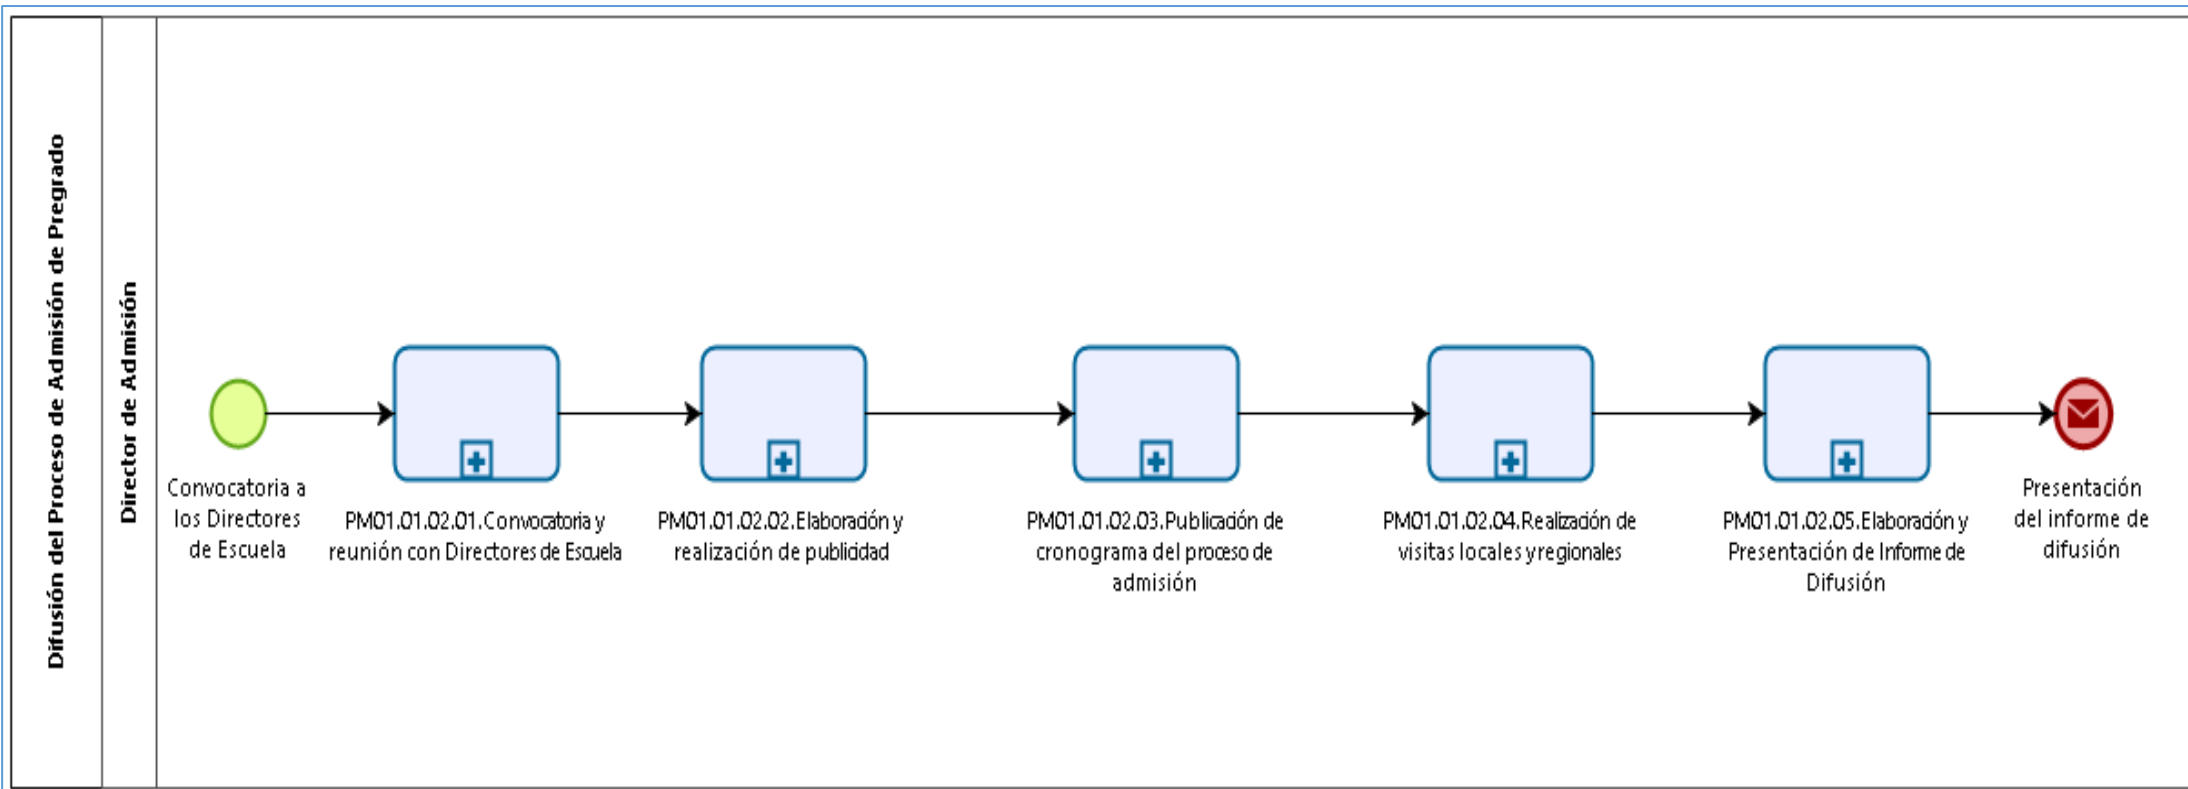 Difusión del Proceso de Admisión de Pregrado
Director de Admisión
Convocatoria a
los Directores
de Escuela
PM01.01.02.01.Convocatoria y
reunión con Directores de Escuela
PM01.01.02.02.Elaboración y
realización de publicidad
PM01.01.02.03.Publicación de
cronograma del proceso de
admisión
PM01.01.02.04.Realización de
visitas locales y regionales
PM01.01.02.05.Elaboración y
Presentación de Informe de
Difusión
Presentación
del informe de
difusión